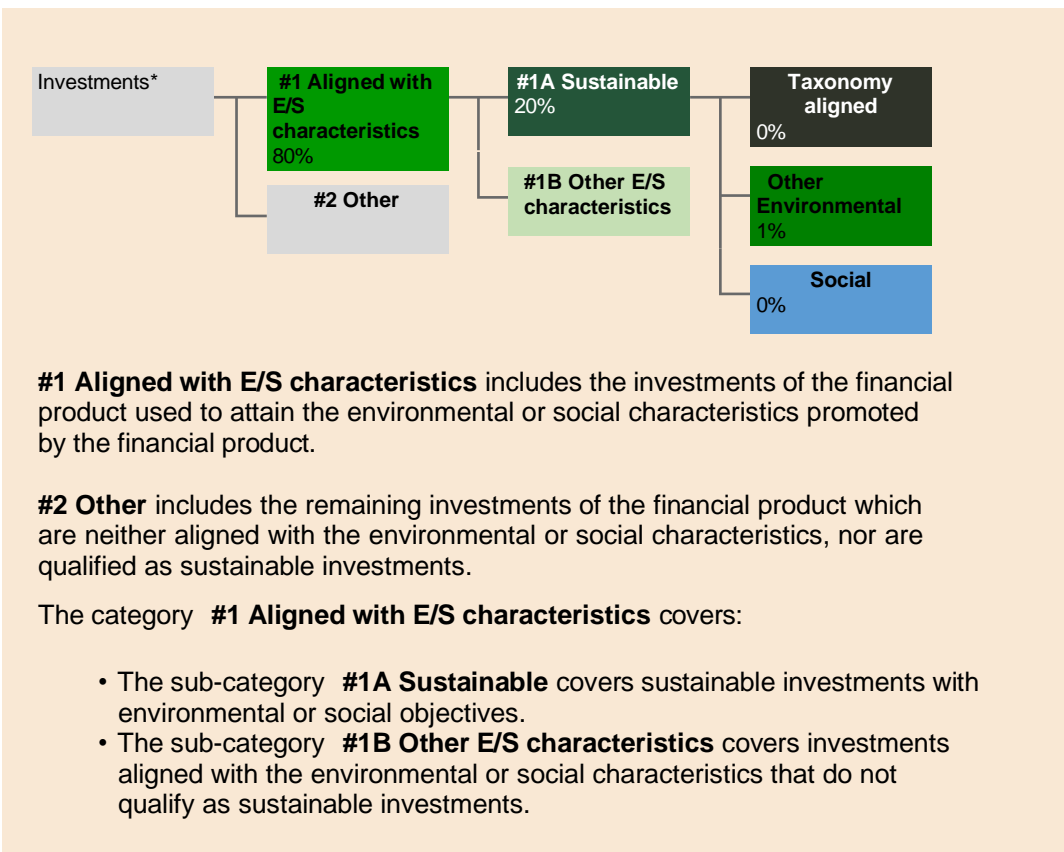 Investments*
#1 Aligned with
E/S
characteristics
80%
#2 Other
#1A Sustainable
20%
#1B Other E/S
characteristics
Taxonomy
aligned
0%
Other
Environmental
1%
Social
0%
#1 Aligned with E/S characteristics includes the investments of the financial
product used to attain the environmental or social characteristics promoted
by the financial product.
#2 Other includes the remaining investments of the financial product which
are neither aligned with the environmental or social characteristics, nor are
qualified as sustainable investments.
The category #1 Aligned with E/S characteristics covers:
• The sub-category #1A Sustainable covers sustainable investments with
environmental or social objectives.
• The sub-category #1B Other E/S characteristics covers investments
aligned with the environmental or social characteristics that do not
qualify as sustainable investments.